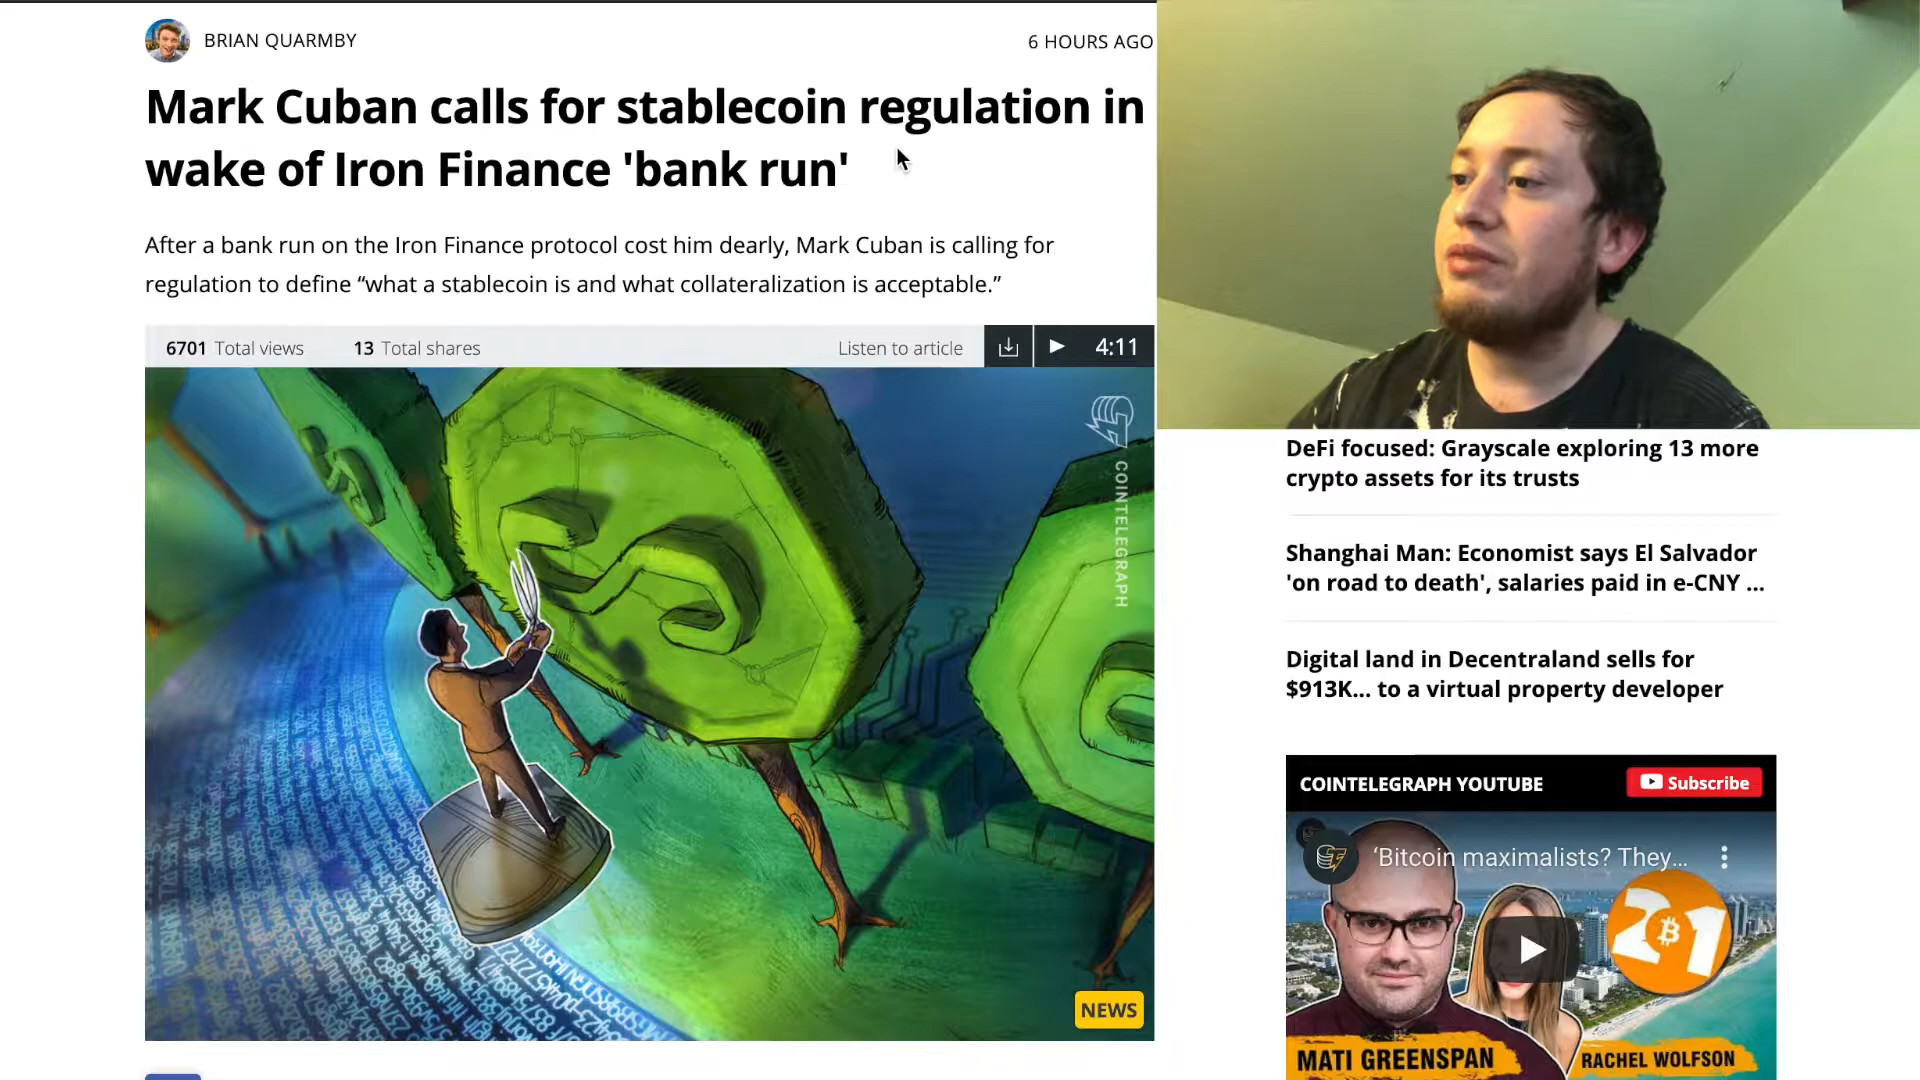 BRIAN QUARMBY
6 HOURS AGO
Mark Cuban calls for stablecoin regulation in
wake of Iron Finance 'bank run'
After a bank run on the Iron Finance protocol cost him dearly, Mark Cuban is calling for
regulation to define “what a stablecoin is and what collateralization is acceptable.”
6701 Total views
13 Total shares
Listen to article
4:11
COINTELEGRAPH
NEWS
DeFi focused: Grayscale exploring 13 more
crypto assets for its trusts
Shanghai Man: Economist says El Salvador
'on road to death', salaries paid in e-CNY ...
Digital land in Decentraland sells for
$913K... to a virtual property developer
COINTELEGRAPH YOUTUBE
Subscribe
‘Bitcoin maximalists? They...
21
MATI GREENSPAN
RACHEL WOLFSON